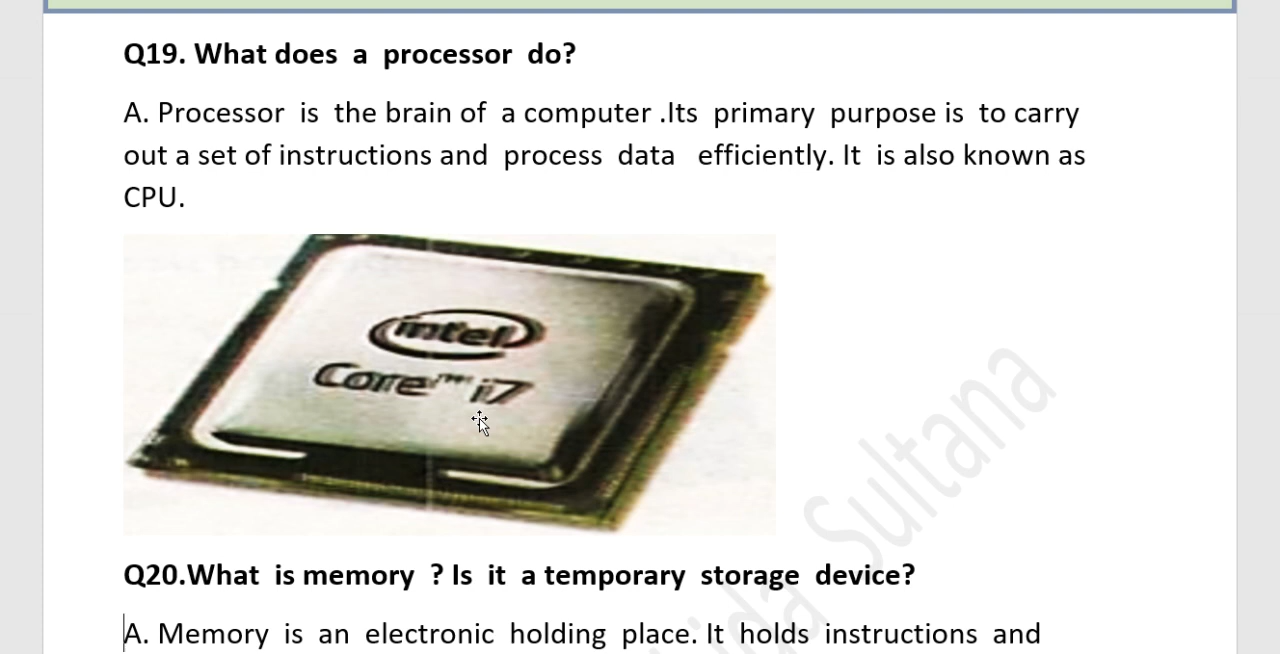 Q19. What does a processor do?
A. Processor is the brain of a computer .Its primary purpose is to carry
out a set of instructions and process data efficiently. It is also known as
CPU.
intel
Core™ i7
Sultana
Q20.What is memory ? Is it a temporary storage device?
A. Memory is an electronic holding place. It holds instructions and